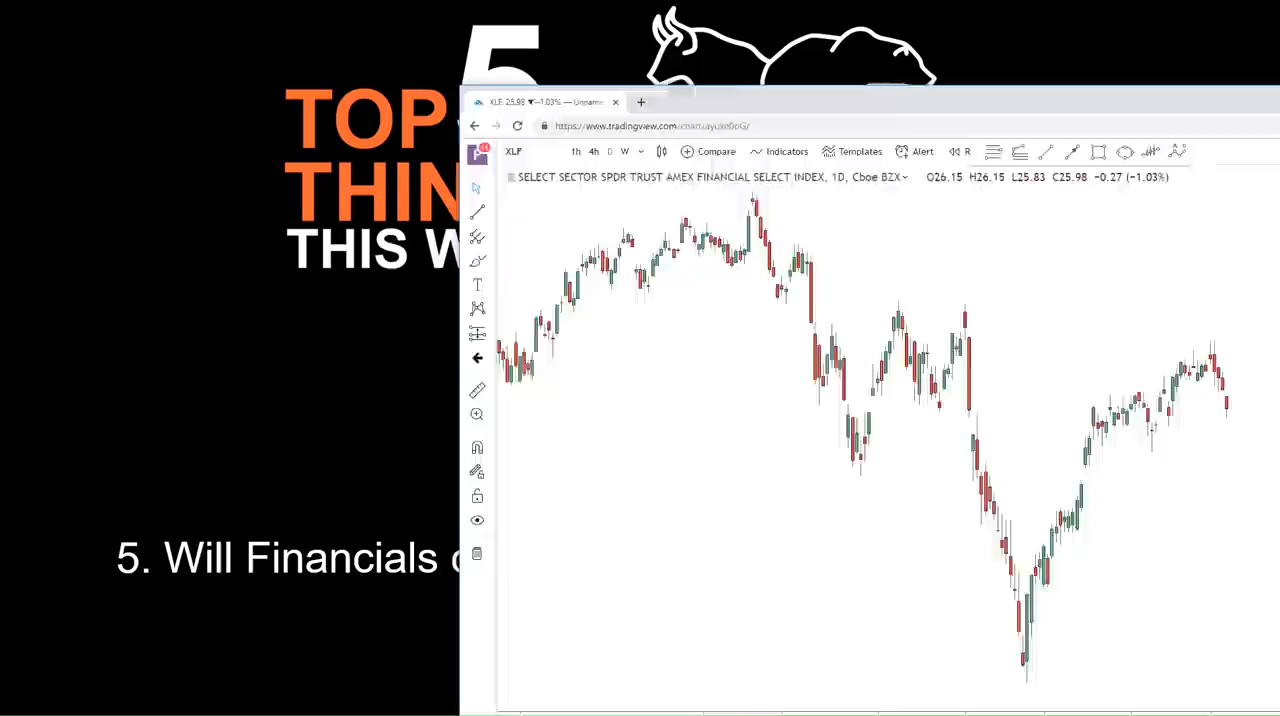 5
TOP
THIN
THIS W
5. Will Financials
XLF 25.98 ▼−1.03% — Unname
https://www.tradingview.com/chart/
XLF 1h 4h D W Compare Indicators Templates Alert R
SELECT SECTOR SPDR TRUST AMEX FINANCIAL SELECT INDEX, 1D, Cboe BZX O26.15 H26.15 L25.83 C25.98 −0.27 (−1.03%)
T